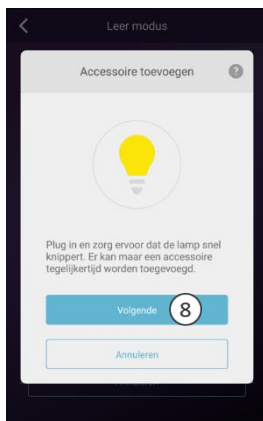 Leer modus
Accessoire toevoegen ?
Plug in en zorg ervoor dat de lamp snel
knippert. Er kan maar een accessoire
tegelijkertijd worden toegevoegd.
Volgende 8
Annuleren